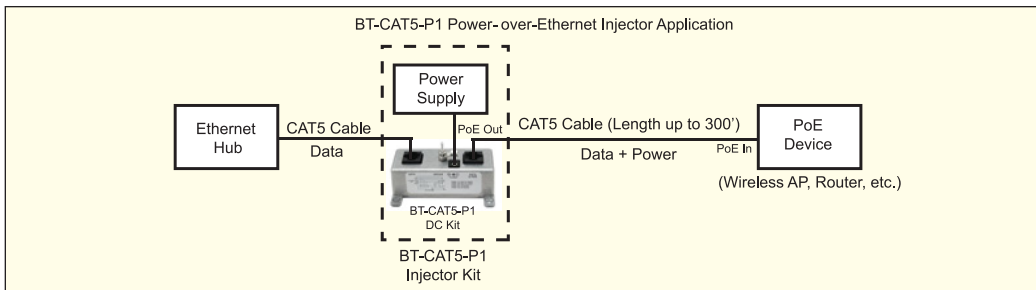 BT-CAT5-P1 Power-over-Ethernet Injector Application
Power
Supply
Ethernet
Hub
CAT5 Cable
Data
PoE Out
CAT5 Cable (Length up to 300')
Data + Power
PoE In
PoE
Device
(Wireless AP, Router, etc.)
BT-CAT5-P1
DC Kit
BT-CAT5-P1
Injector Kit